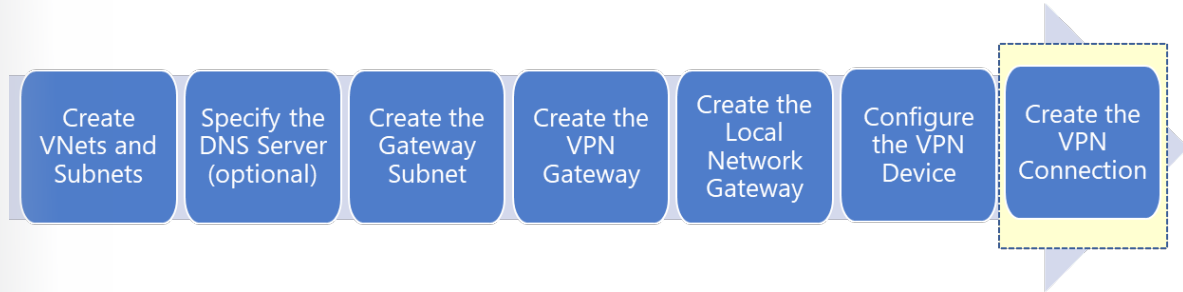 Create
VNets and
Subnets
Specify the
DNS Server
(optional)
Create the
Gateway
Subnet
Create the
VPN
Gateway
Create the
Local
Network
Gateway
Configure
the VPN
Device
Create the
VPN
Connection